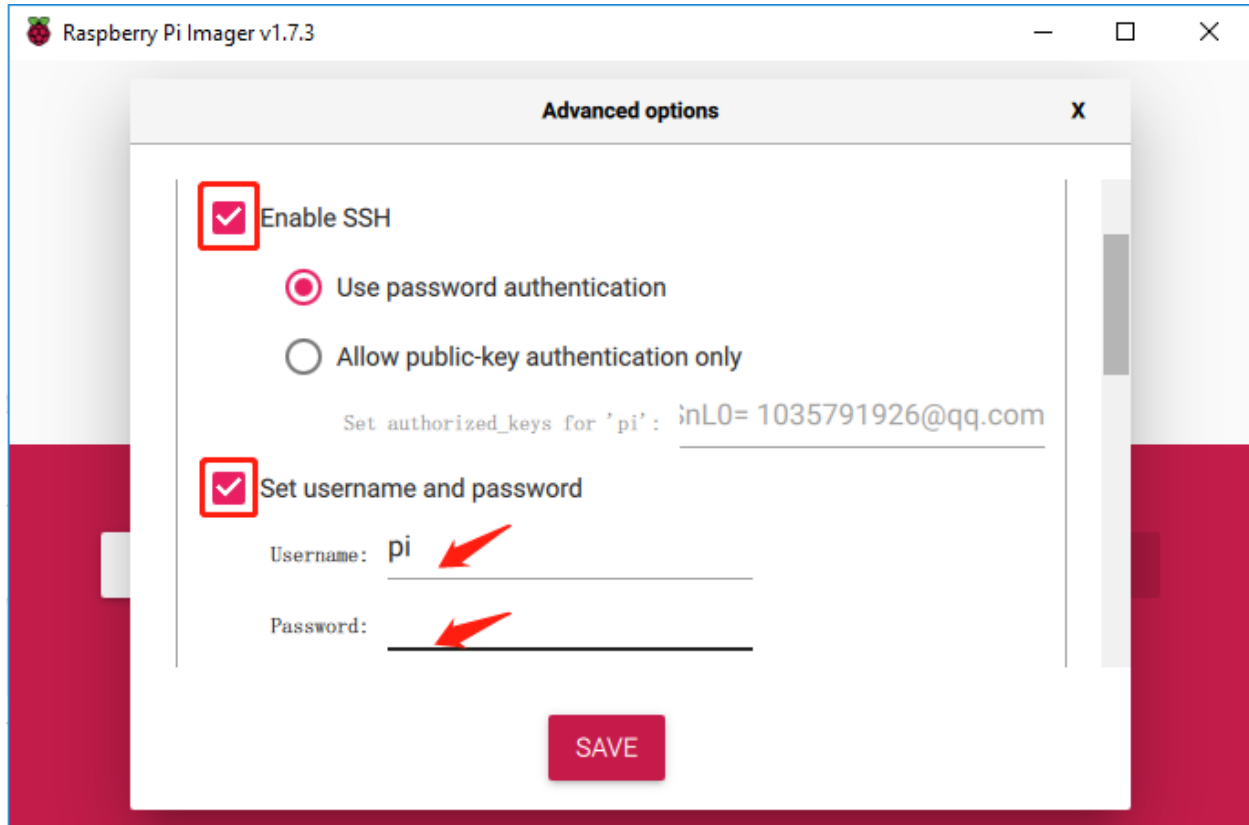 Raspberry Pi Imager v1.7.3
Advanced options X
Enable SSH
Use password authentication
Allow public-key authentication only
Set authorized_keys for 'pi': nL0= 1035791926@qq.com
Set username and password
Username: pi
Password:
SAVE